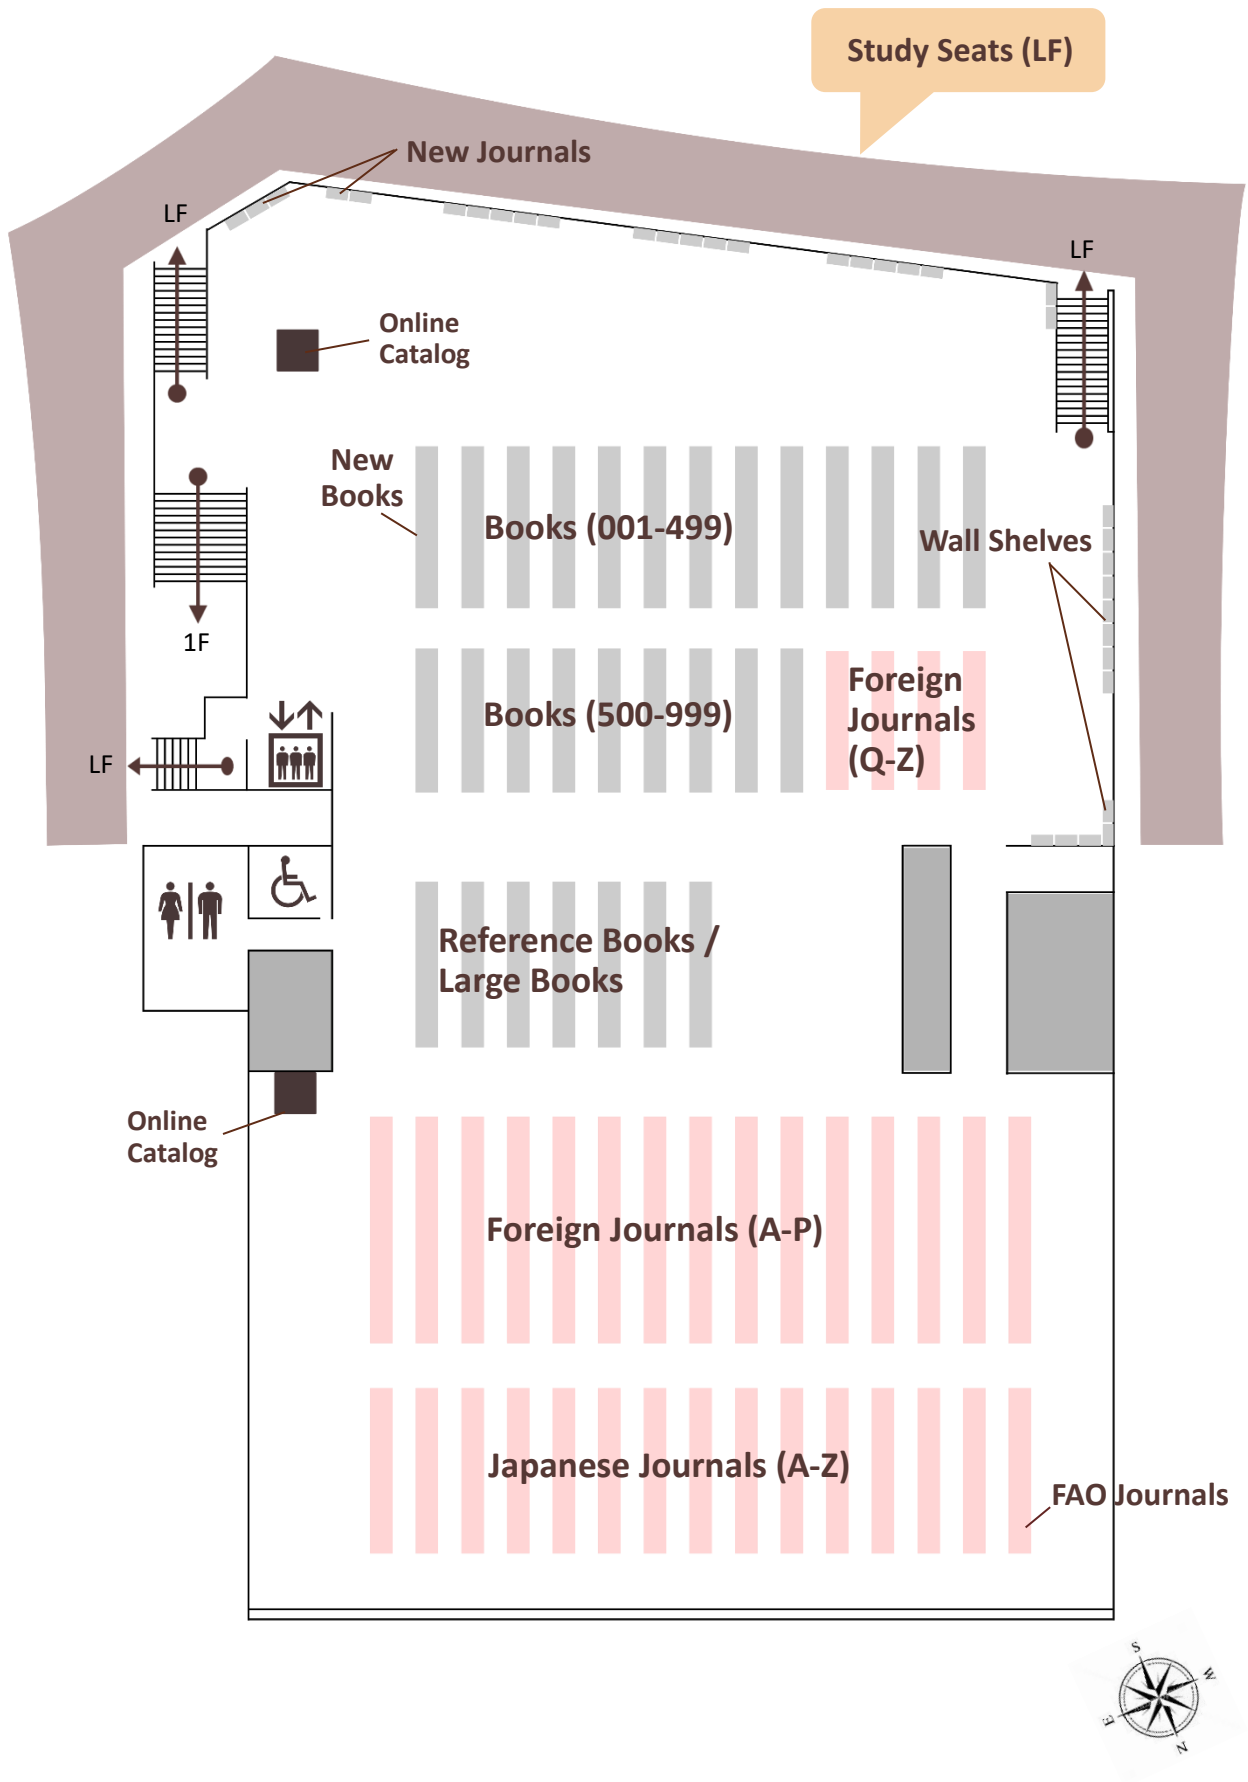 Study Seats (LF)
New Journals
LF
LF
Online
Catalog
New
Books
Books (001-499)
Wall Shelves
1F
Foreign
Journals
(Q-Z)
Books (500-999)
LF
Reference Books /
Large Books
Online
Catalog
Foreign Journals (A-P)
Japanese Journals (A-Z)
FAO Journals
S
W
E
N